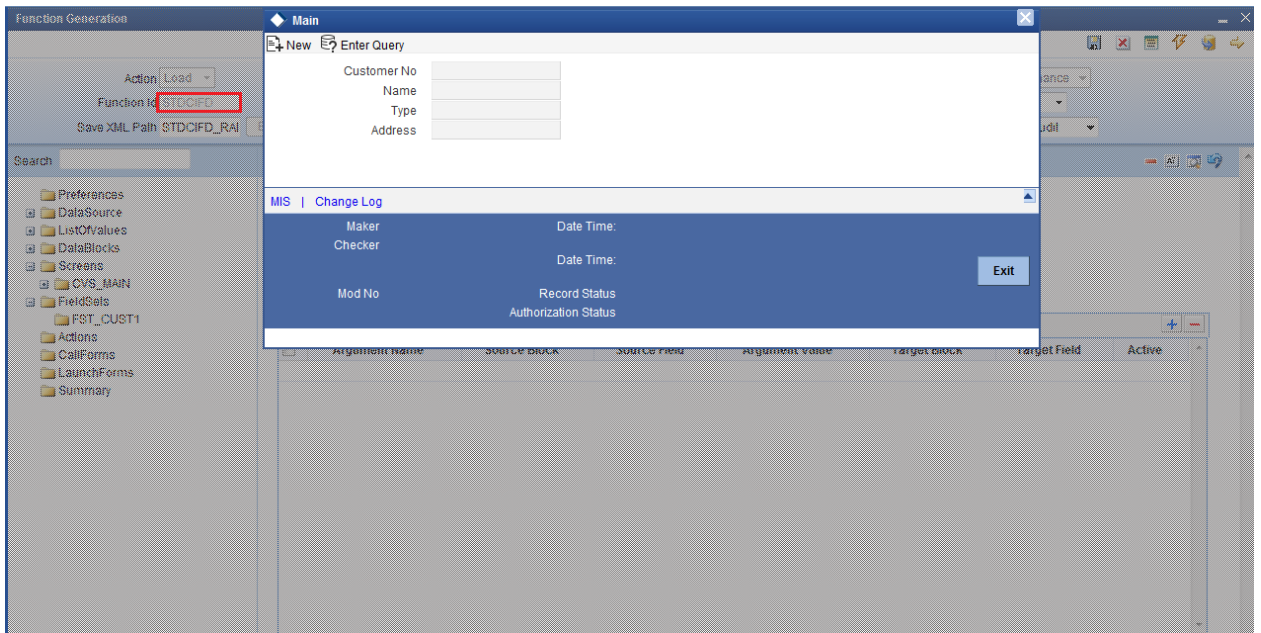 Function Generation
Main
New Enter Query
Action Load
Customer No
Name
Function Id STDCIFD
Type
Save XML Path STDCIFD_RAI
Address
Search
Preferences
DataSource
ListOfValues
DataBlocks
Screens
CVS_MAIN
FieldSets
FST_CUST1
Actions
CallForms
LaunchForms
Summary
MIS | Change Log
Maker Date Time:
Checker
Date Time:
Exit
Mod No Record Status
Authorization Status
Argument Name Source Block Source Field Argument Value Target Block Target Field Active